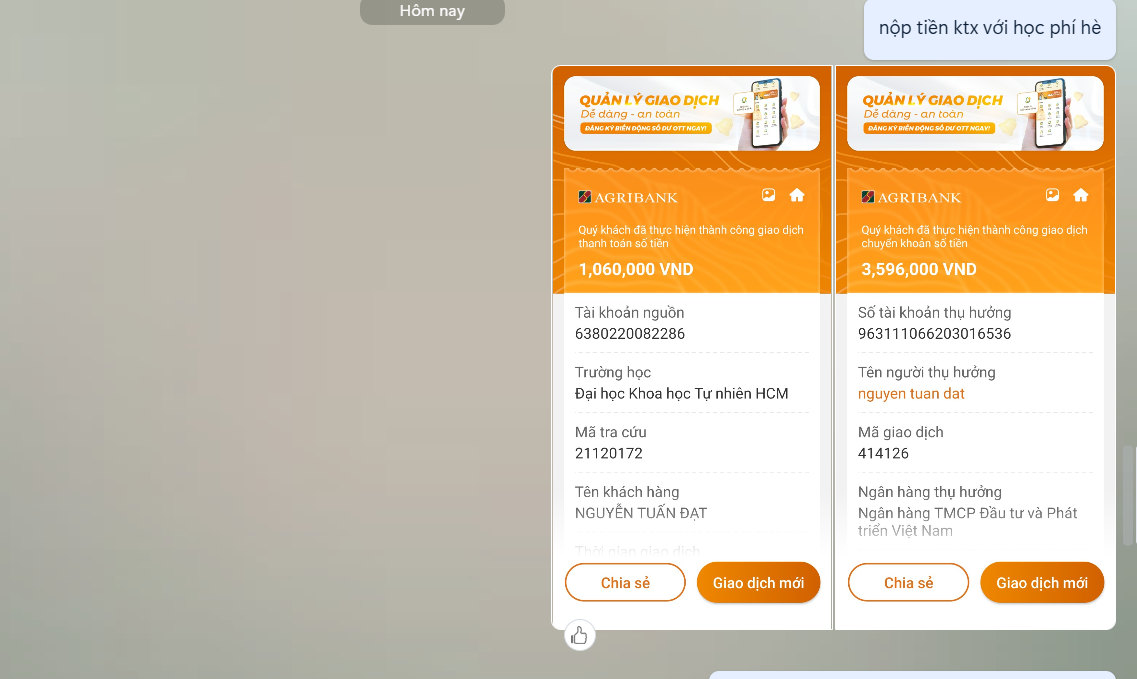 Hôm nay
nộp tiền ktx với học phí hè
QUẢN LÝ GIAO DỊCH
Dễ dàng - an toàn
ĐĂNG KÝ BIẾN ĐỘNG SỐ DƯ OTT NGAY!
AGRIBANK
Quý khách đã thực hiện thành công giao dịch
thanh toán số tiền
1,060,000 VND
Tài khoản nguồn
6380220082286
Trường học
Đại học Khoa học Tự nhiên HCM
Mã tra cứu
21120172
Tên khách hàng
NGUYỄN TUẤN ĐẠT
Thời gian giao dịch
Chia sẻ
Giao dịch mới
QUẢN LÝ GIAO DỊCH
Dễ dàng - an toàn
ĐĂNG KÝ BIẾN ĐỘNG SỐ DƯ OTT NGAY!
AGRIBANK
Quý khách đã thực hiện thành công giao dịch
chuyển khoản số tiền
3,596,000 VND
Số tài khoản thụ hưởng
963111066203016536
Tên người thụ hưởng
nguyen tuan dat
Mã giao dịch
414126
Ngân hàng thụ hưởng
Ngân hàng TMCP Đầu tư và Phát
triển Việt Nam
Chia sẻ
Giao dịch mới